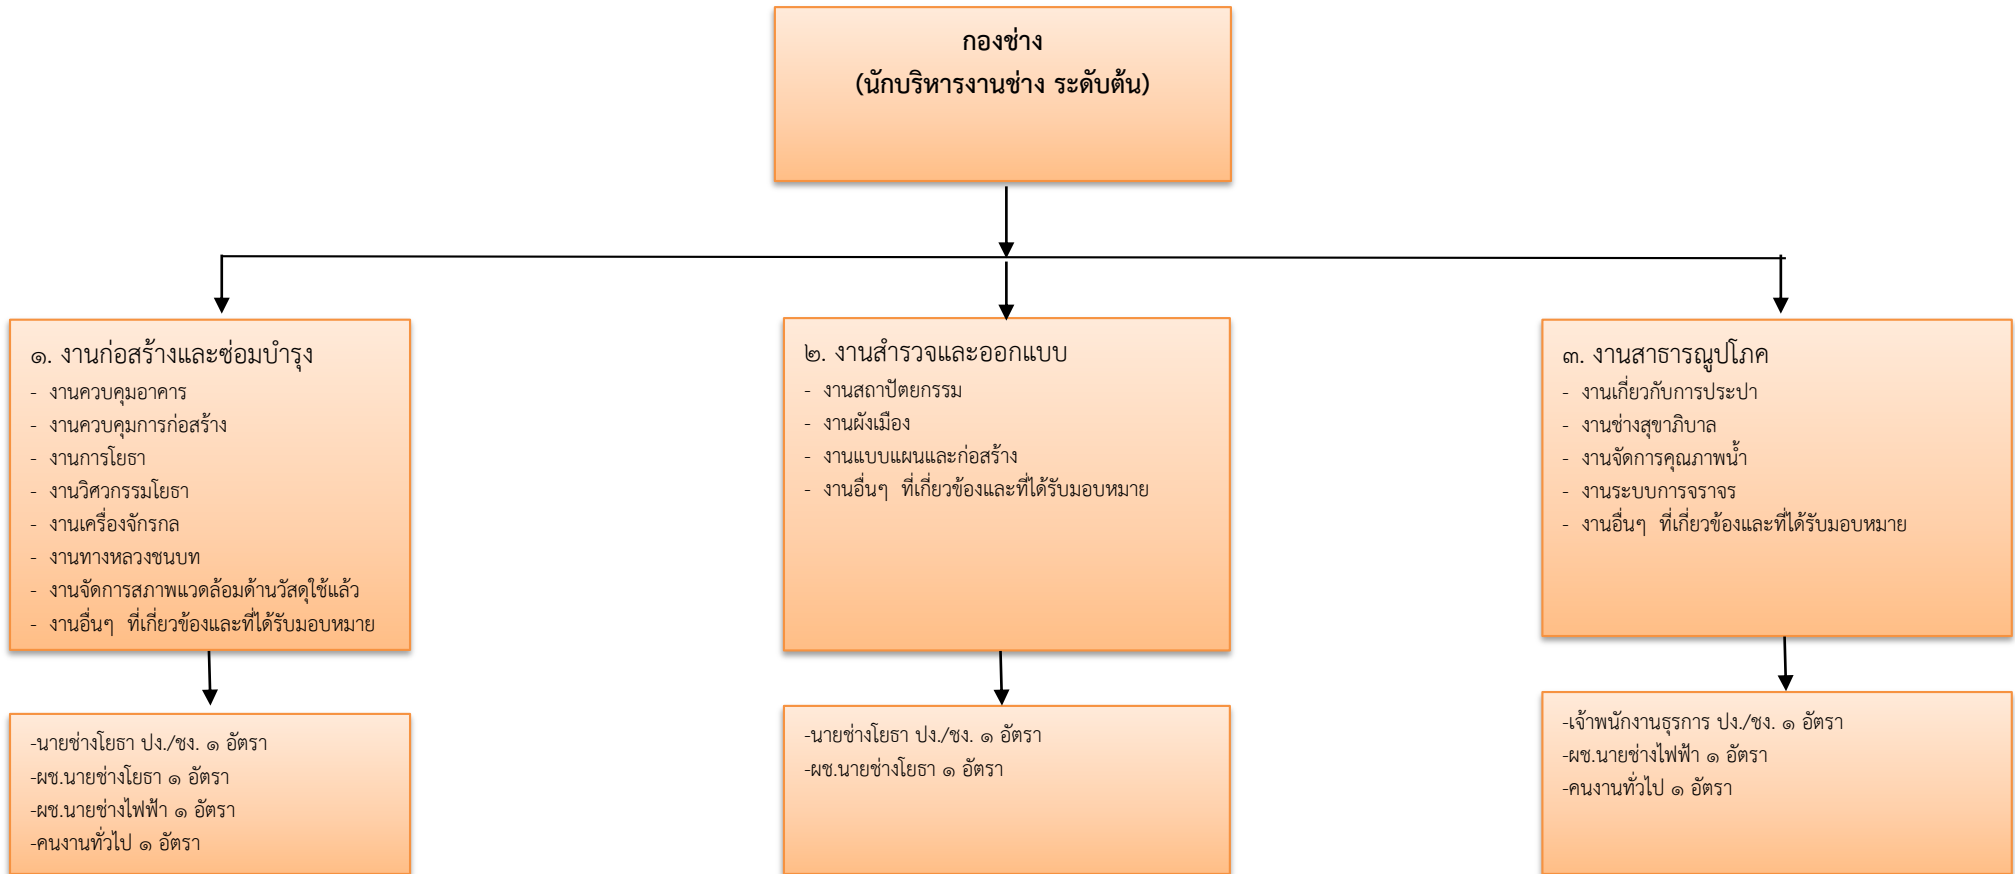 กองช่าง
(นักบริหารงานช่าง ระดับต้น)
๑. งานก่อสร้างและซ่อมบำรุง
- งานควบคุมอาคาร
- งานควบคุมการก่อสร้าง
- งานการโยธา
- งานวิศวกรรมโยธา
- งานเครื่องจักรกล
- งานทางหลวงชนบท
- งานจัดการสภาพแวดล้อมด้านวัสดุใช้แล้ว
- งานอื่นๆ ที่เกี่ยวข้องและที่ได้รับมอบหมาย
๒. งานสำรวจและออกแบบ
- งานสถาปัตยกรรม
- งานผังเมือง
- งานแบบแผนและก่อสร้าง
- งานอื่นๆ ที่เกี่ยวข้องและที่ได้รับมอบหมาย
๓. งานสาธารณูปโภค
- งานเกี่ยวกับการประปา
- งานช่างสุขาภิบาล
- งานจัดการคุณภาพน้ำ
- งานระบบการจราจร
- งานอื่นๆ ที่เกี่ยวข้องและที่ได้รับมอบหมาย
-นายช่างโยธา ปง./ชง. ๑ อัตรา
-ผช.นายช่างโยธา ๑ อัตรา
-ผช.นายช่างไฟฟ้า ๑ อัตรา
-คนงานทั่วไป ๑ อัตรา
-นายช่างโยธา ปง./ชง. ๑ อัตรา
-ผช.นายช่างโยธา ๑ อัตรา
-เจ้าพนักงานธุรการ ปง./ชง. ๑ อัตรา
-ผช.นายช่างไฟฟ้า ๑ อัตรา
-คนงานทั่วไป ๑ อัตรา